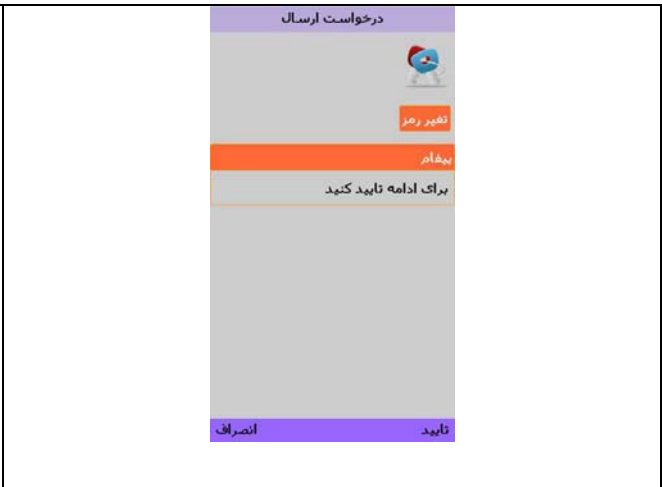 درخواست ارسال
تغیر رمز
پیغام
برای ادامه تایید کنید
تایید
انصراف